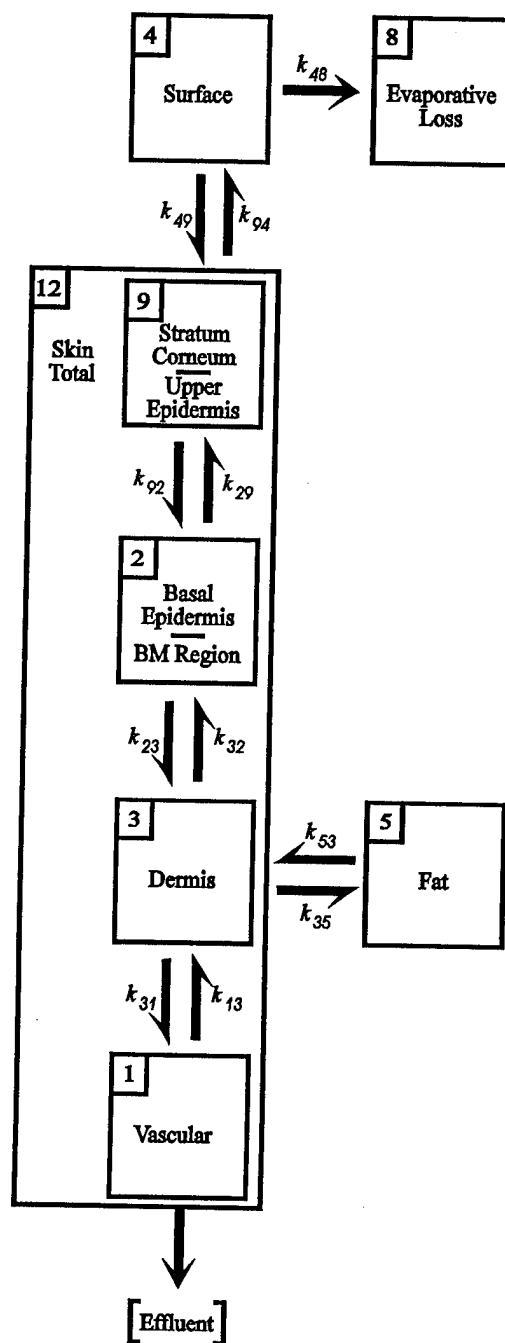 4
Surface
k48
8
Evaporative
Loss
k49
k94
12
Skin
Total
9
Stratum
Corneum
Upper
Epidermis
k92
k29
2
Basal
Epidermis
BM Region
k23
k32
3
Dermis
k53
k35
5
Fat
k31
k13
1
Vascular
[Effluent]